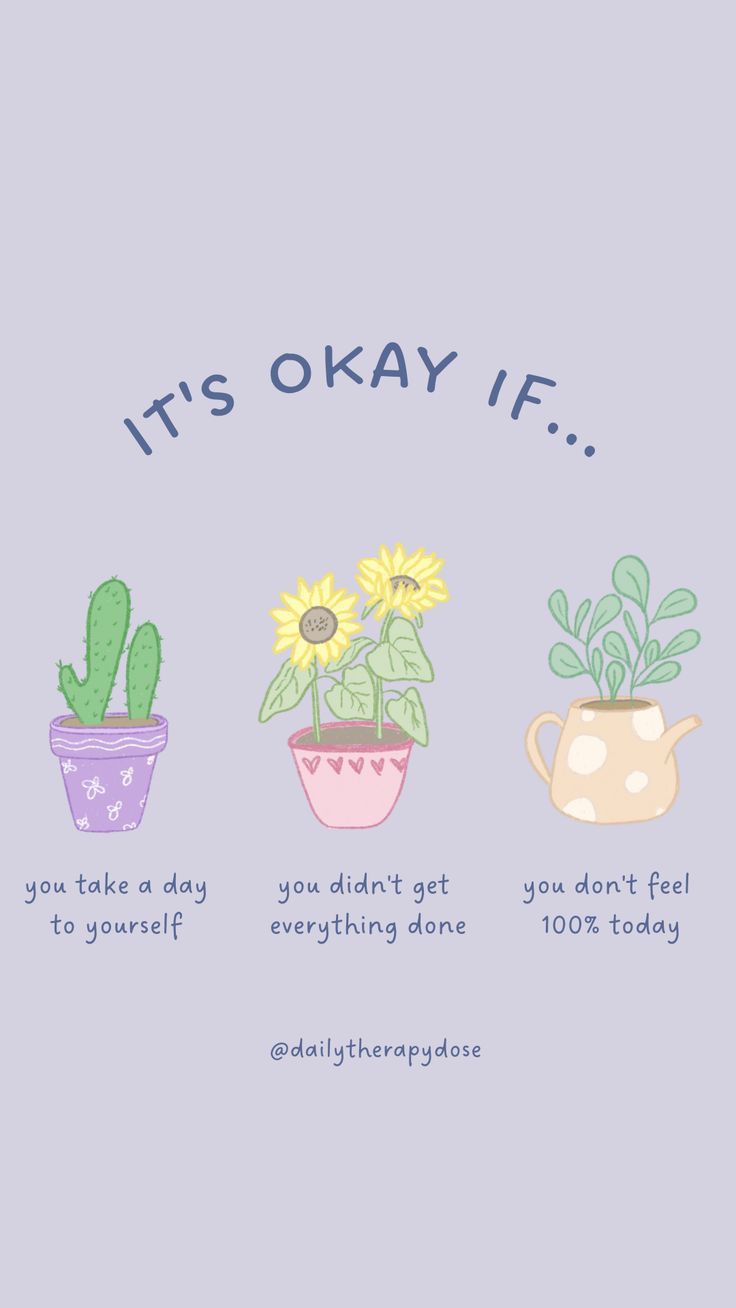 IT'S OKAY IF...
you take a day
to yourself
you didn't get
everything done
you don't feel
100% today
@dailytherapydose